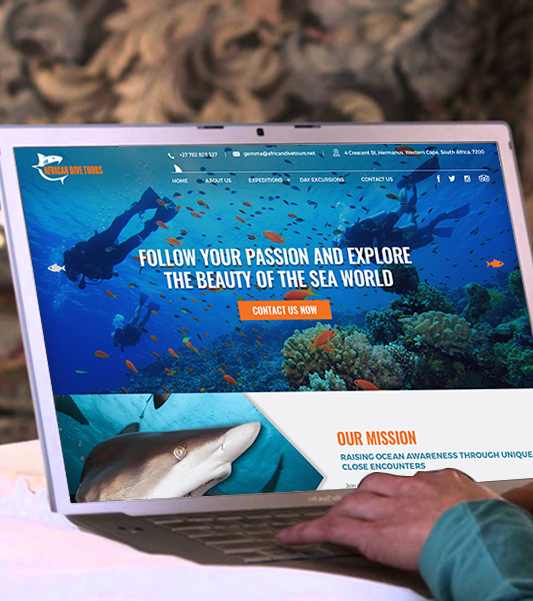 AFRICAN DIVE TOURS
+27 782 828 527 | gemma@africandivetours.net | 4 Crescent St, Hermanus, Western Cape, South Africa, 7200
HOME ABOUT US EXPEDITIONS DAY EXCURSIONS CONTACT US
FOLLOW YOUR PASSION AND EXPLORE
THE BEAUTY OF THE SEA WORLD
CONTACT US NOW
OUR MISSION
RAISING OCEAN AWARENESS THROUGH UNIQUE
CLOSE ENCOUNTERS
Join